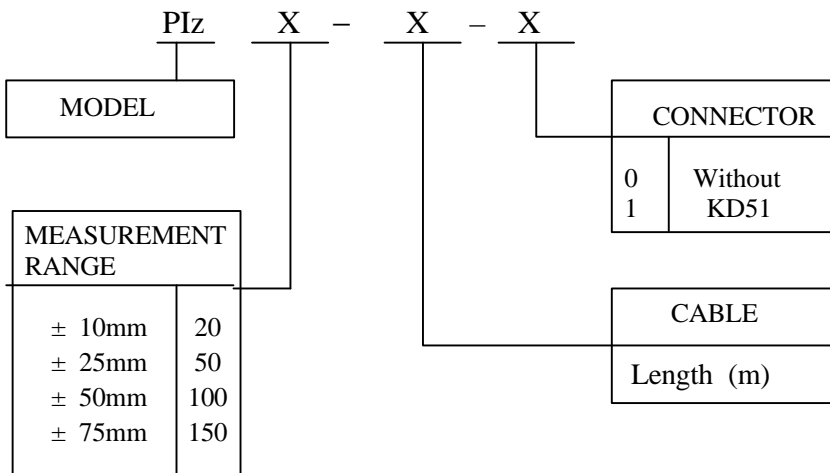 PIz X – X – X
MODEL
CONNECTOR
0 Without
1 KD51
MEASUREMENT
RANGE
± 10mm 20
± 25mm 50
± 50mm 100
± 75mm 150
CABLE
Length (m)